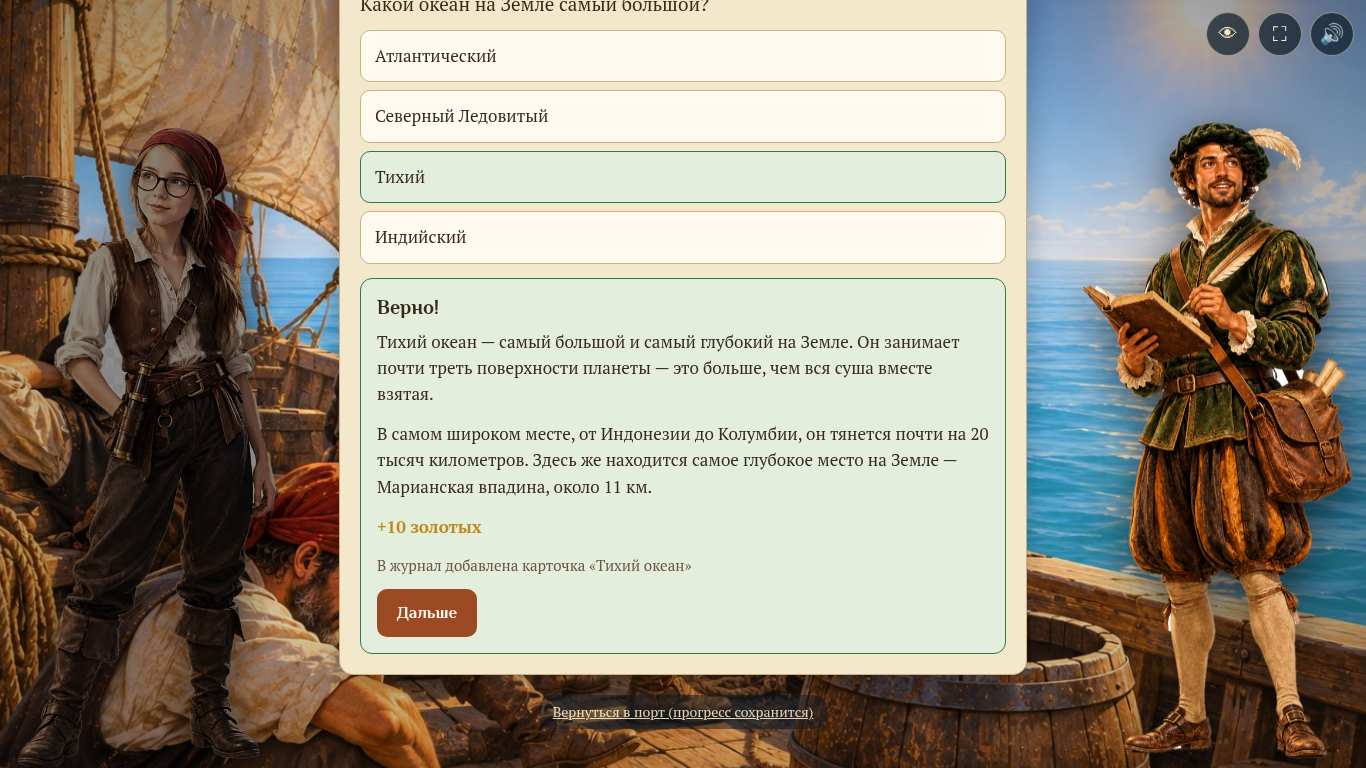 Какой океан на Земле самый большой?
Атлантический
Северный Ледовитый
Тихий
Индийский
Верно!
Тихий океан — самый большой и самый глубокий на Земле. Он занимает
почти треть поверхности планеты — это больше, чем вся суша вместе
взятая.
В самом широком месте, от Индонезии до Колумбии, он тянется почти на 20
тысяч километров. Здесь же находится самое глубокое место на Земле —
Марианская впадина, около 11 км.
+10 золотых
В журнал добавлена карточка «Тихий океан»
Дальше
Вернуться в порт (прогресс сохранится)